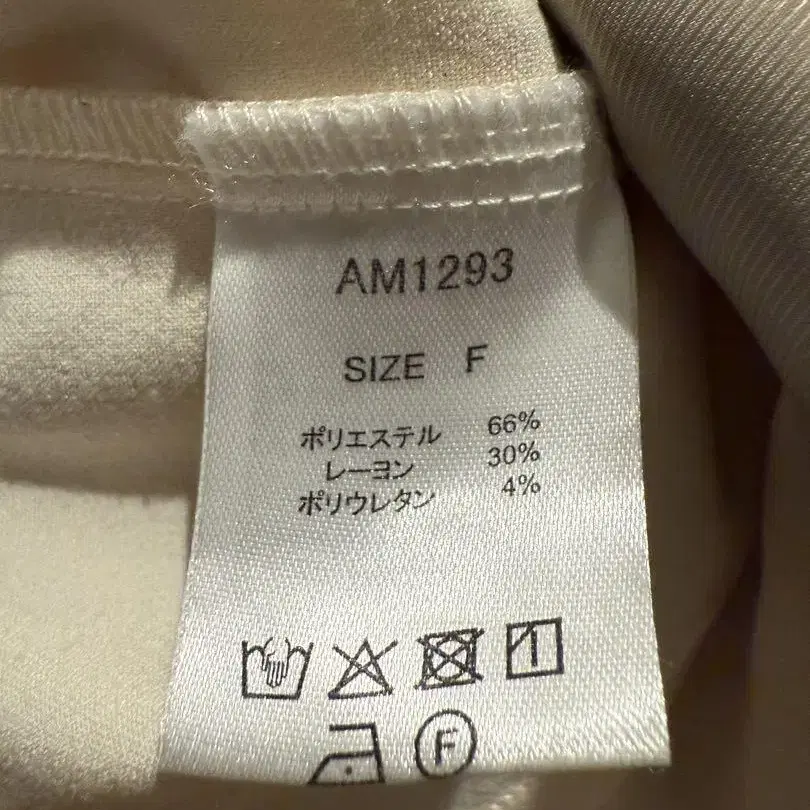 AM1293
SIZE F
ポリエステル 66%
レーヨン 30%
ポリウレタン 4%
F